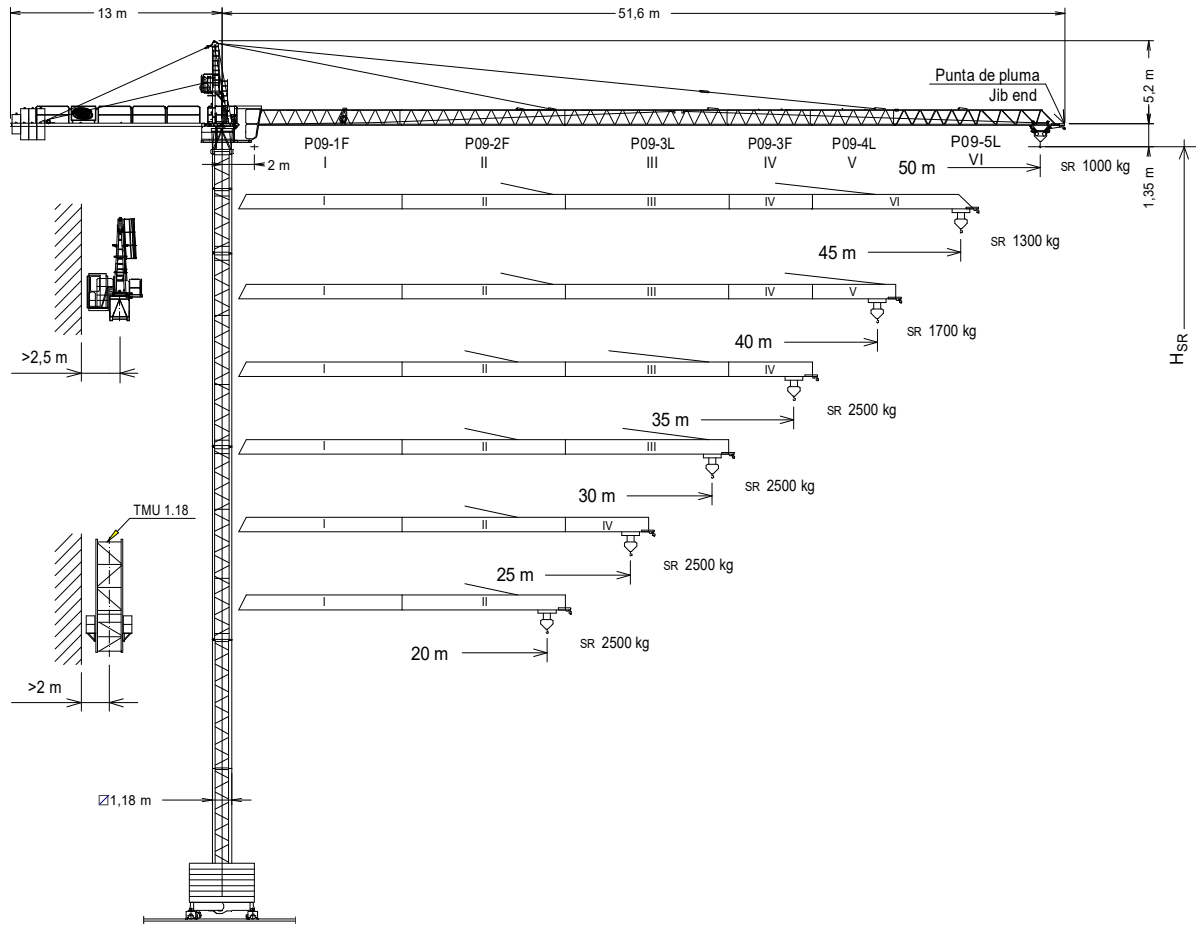 13 m
51,6 m
Punta de pluma
Jib end
5,2 m
P09-1F
P09-2F
P09-3L
P09-3F
P09-4L
P09-5L
I
II
III
IV
V
VI
2 m
50 m
SR 1000 kg
1,35 m
I
II
III
IV
VI
45 m
SR 1300 kg
I
II
III
IV
V
40 m
SR 1700 kg
>2,5 m
HSR
I
II
III
IV
35 m
SR 2500 kg
I
II
III
30 m
SR 2500 kg
TMU 1.18
I
II
IV
25 m
SR 2500 kg
I
II
20 m
SR 2500 kg
>2 m
1,18 m